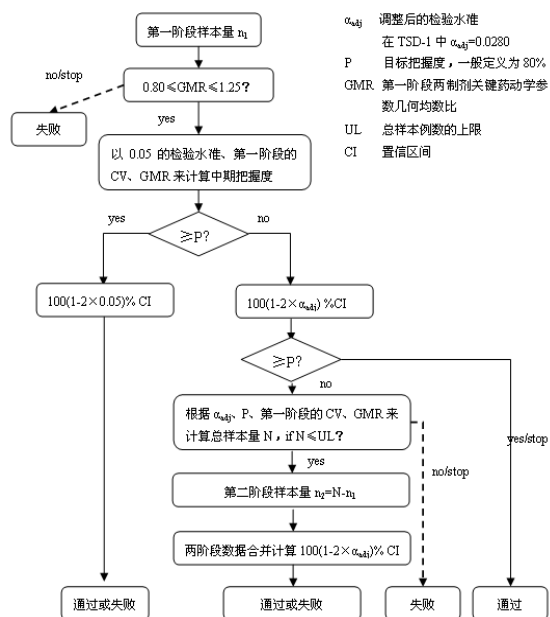 第一阶段样本量 n₁
0.80≤GMR≤1.25?
no/stop
失败
yes
以 0.05 的检验水准、第一阶段的
CV、GMR 来计算中期把握度
yes
no
≥P?
100(1-2×0.05)% CI
100(1-2×αadj) %CI
≥P?
no
根据 αadj、P、第一阶段的 CV、GMR 来
计算总样本量 N，if N≤UL?
yes/stop
yes
no/stop
第二阶段样本量 n₂=N-n₁
两阶段数据合并计算 100(1-2×αadj)% CI
通过或失败
通过或失败
失败
通过
αadj 调整后的检验水准
在 TSD-1 中 αadj=0.0280
P 目标把握度，一般定义为 80%
GMR 第一阶段两制剂关键药动学参
数几何均数比
UL 总样本例数的上限
CI 置信区间